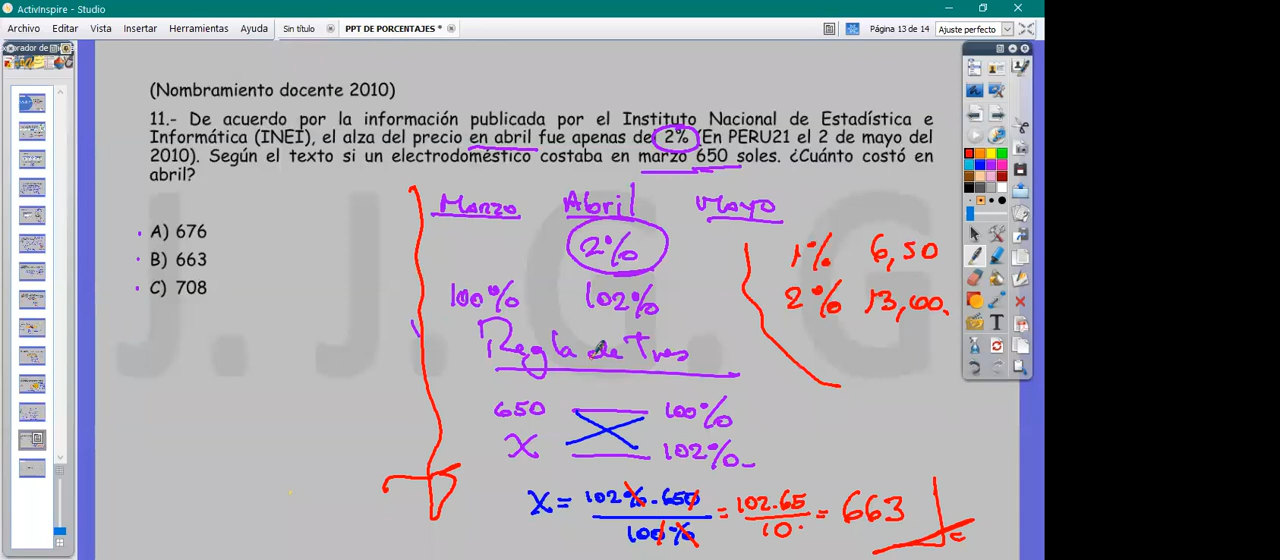 ActivInspire - Studio
Archivo Editar Vista Insertar Herramientas Ayuda
Sin título
PPT DE PORCENTAJES *
Página 13 de 14
Ajuste perfecto
(Nombramiento docente 2010)
11.- De acuerdo por la información publicada por el Instituto Nacional de Estadística e
Informática (INEI), el alza del precio en abril fue apenas de 2% (En PERU21 el 2 de mayo del
2010). Según el texto si un electrodoméstico costaba en marzo 650 soles. ¿Cuánto costó en
abril?
A) 676
B) 663
C) 708
Marzo Abril Mayo
2%
100% 102%
1% 6,50
2% 13,00.
Regla de Tres
650 100%
X 102%
X = 102%.650 / 100% = 102.65 / 10 = 663
J. J. C. G